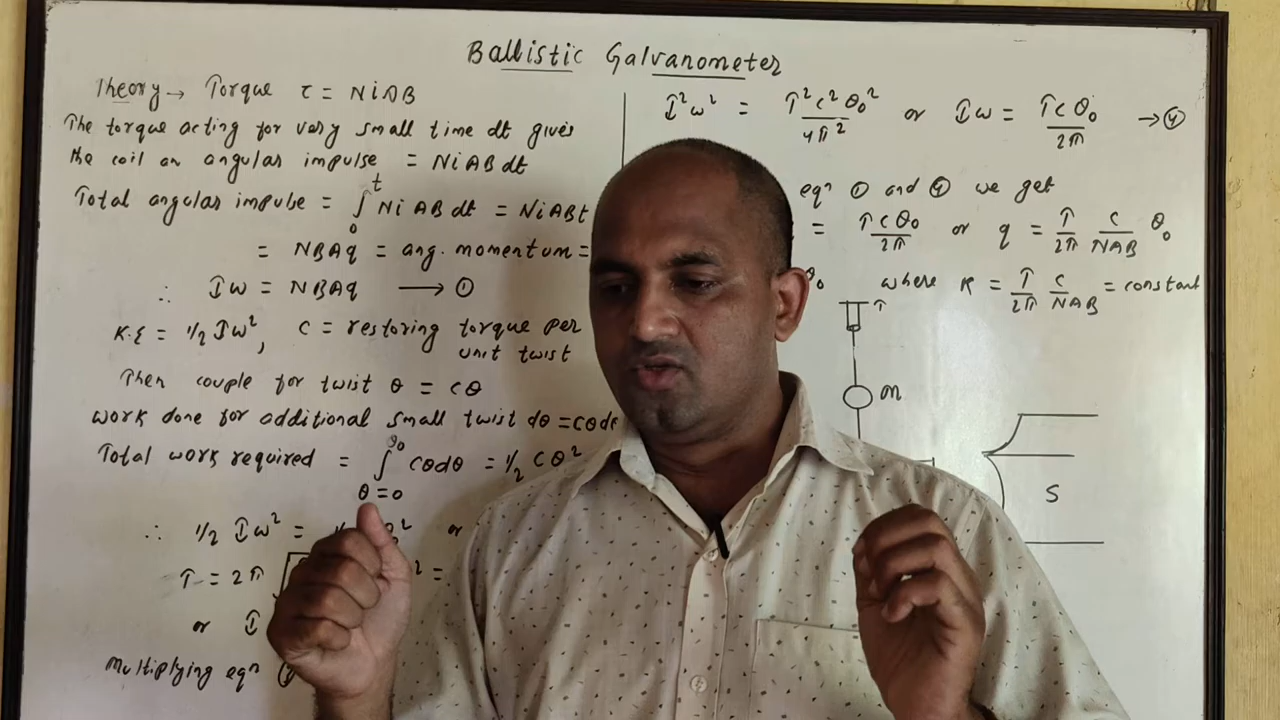 Ballistic Galvanometer
Theory → Torque τ = NiAB
The torque acting for very small time dt gives
the coil an angular impulse = NiABdt
Total angular impulse = ∫₀ᵗ NiABdt = NiABt
= NBAq = ang. momentum =
∴ Iω = NBAq → ①
K.E = 1/2 Iω², C = restoring torque per
unit twist
Then couple for twist θ = Cθ
Work done for additional small twist dθ = Cθdθ
Total work required = ∫ Cθdθ = 1/2 Cθ²
θ=0
∴ 1/2 Iω² = or
T = 2π
or I
Multiplying eqn
I²ω² = T²C²θ₀²/4π² or Iω = TCθ₀/2π → ④
eqn ① and ④ we get
= TCθ₀/2π or q = T/2π C/NAB θ₀
θ₀ where K = T/2π C/NAB = constant
T
m
S